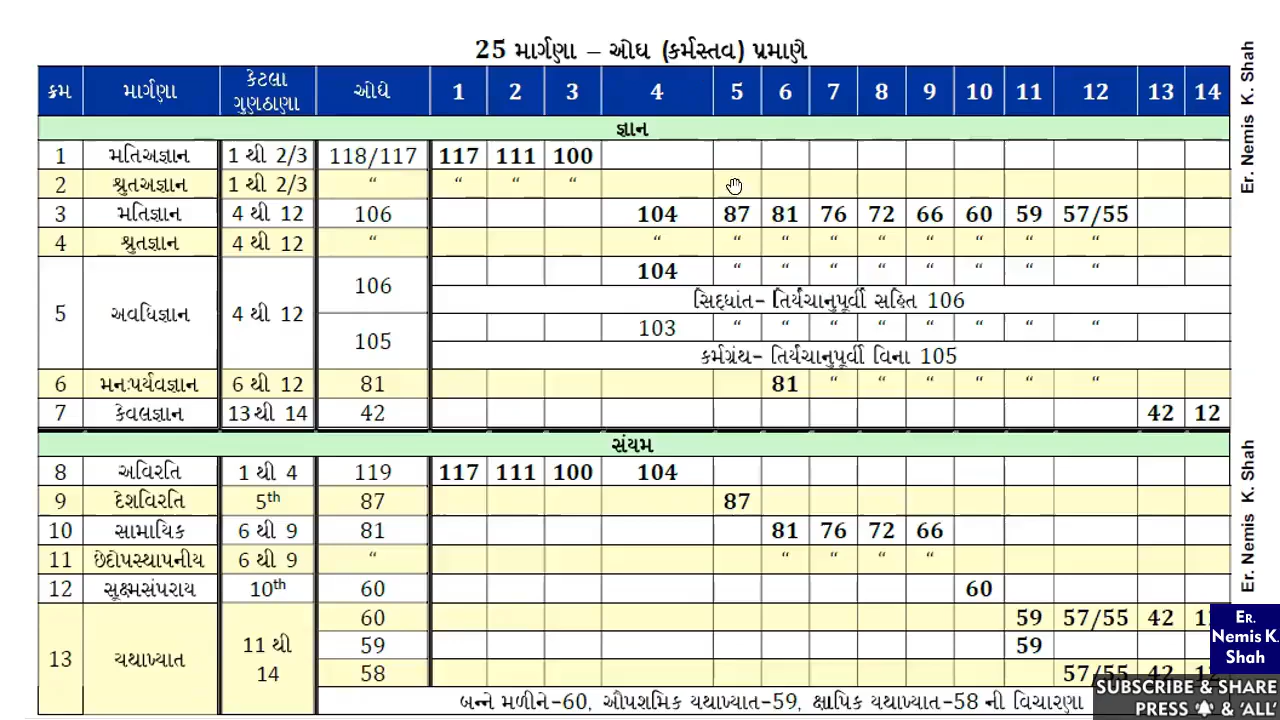 25 માર્ગણા – ઓઘ (કર્મસ્તવ) પ્રમાણે
ક્રમ માર્ગણા કેટલા ગુણઠાણા ઓધે 1 2 3 4 5 6 7 8 9 10 11 12 13 14
જ્ઞાન
1 મતિઅજ્ઞાન 1 થી 2/3 118/117 117 111 100
2 શ્રુતઅજ્ઞાન 1 થી 2/3 “ “ “ “
3 મતિજ્ઞાન 4 થી 12 106 104 87 81 76 72 66 60 59 57/55
4 શ્રુતજ્ઞાન 4 થી 12 “ “ “ “ “ “ “ “ “ “
5 અવધિજ્ઞાન 4 થી 12 106 104 “ “ “ “ “ “ “ “
સિદ્ધાંત– તિર્યંચાનુપૂર્વી સહિત 106
105 103 “ “ “ “ “ “ “ “
કર્મગ્રંથ– તિર્યંચાનુપૂર્વી વિના 105
6 મનઃપર્યવજ્ઞાન 6 થી 12 81 81 “ “ “ “ “ “
7 કેવલજ્ઞાન 13 થી 14 42 42 12
સંયમ
8 અવિરતિ 1 થી 4 119 117 111 100 104
9 દેશવિરતિ 5th 87 87
10 સામાયિક 6 થી 9 81 81 76 72 66
11 છેદોપસ્થાપનીય 6 થી 9 “ “ “ “ “
12 સૂક્ષ્મસંપરાય 10th 60 60
13 યથાખ્યાત 11 થી 14 60 59 57/55 42
59 59
58 57/55 42
બન્ને મળીને–60, ઔપશમિક યથાખ્યાત–59, ક્ષાયિક યથાખ્યાત–58 ની વિચારણા
Er. Nemis K. Shah
Er. Nemis K. Shah
ER.
Nemis K.
Shah
SUBSCRIBE & SHARE
PRESS & ‘ALL’